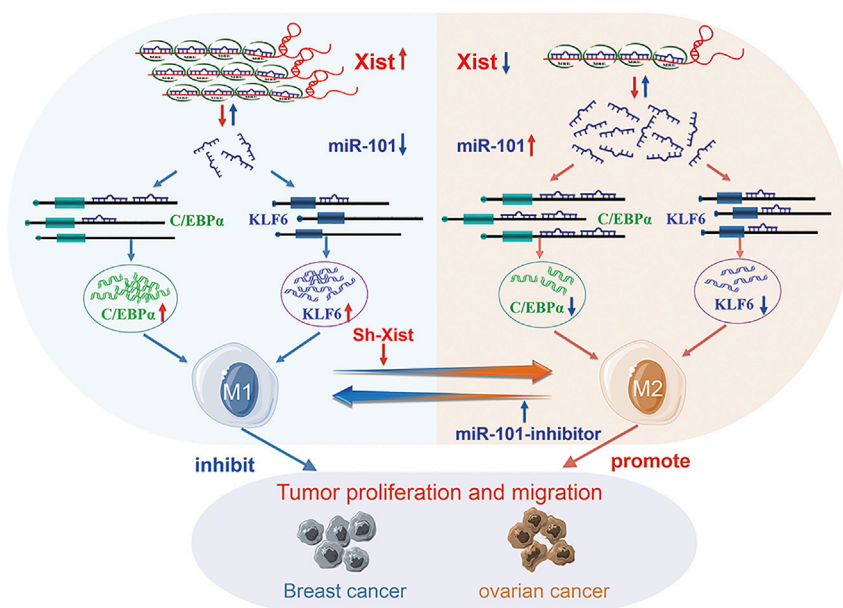 Xist
miR-101
C/EBPα
KLF6
C/EBPα
KLF6
M1
Xist
miR-101
C/EBPα
KLF6
C/EBPα
KLF6
M2
Sh-Xist
miR-101-inhibitor
inhibit
promote
Tumor proliferation and migration
Breast cancer
ovarian cancer